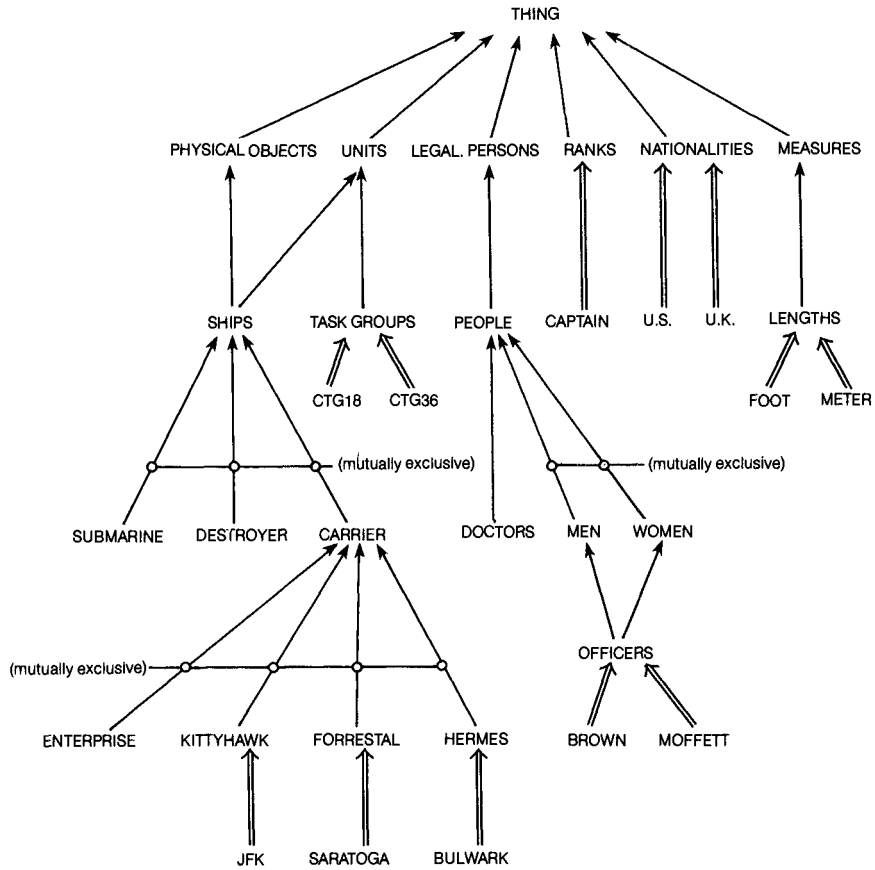 THING
PHYSICAL OBJECTS UNITS LEGAL. PERSONS RANKS NATIONALITIES MEASURES
SHIPS TASK GROUPS PEOPLE CAPTAIN U.S. U.K. LENGTHS
CTG18 CTG36 FOOT METER
(mutually exclusive) (mutually exclusive)
SUBMARINE DESTROYER CARRIER DOCTORS MEN WOMEN
OFFICERS
(mutually exclusive)
ENTERPRISE KITTYHAWK FORRESTAL HERMES BROWN MOFFETT
JFK SARATOGA BULWARK